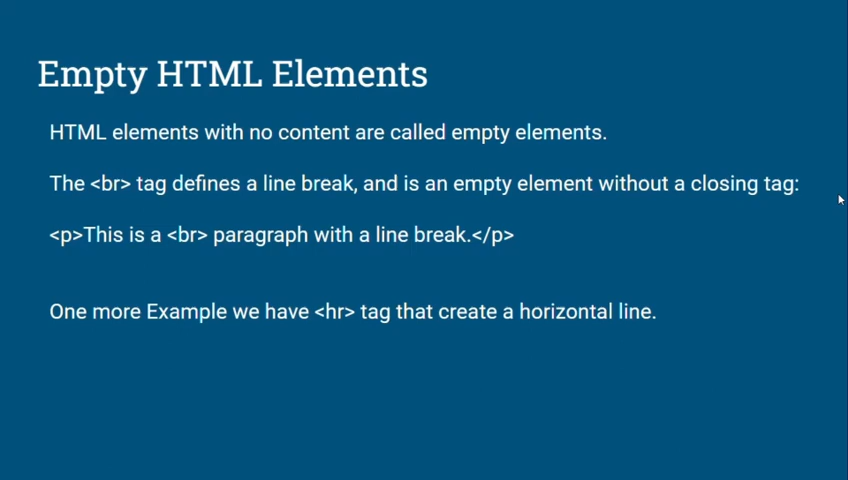 Empty HTML Elements
HTML elements with no content are called empty elements.
The <br> tag defines a line break, and is an empty element without a closing tag:
<p>This is a <br> paragraph with a line break.</p>
One more Example we have <hr> tag that create a horizontal line.